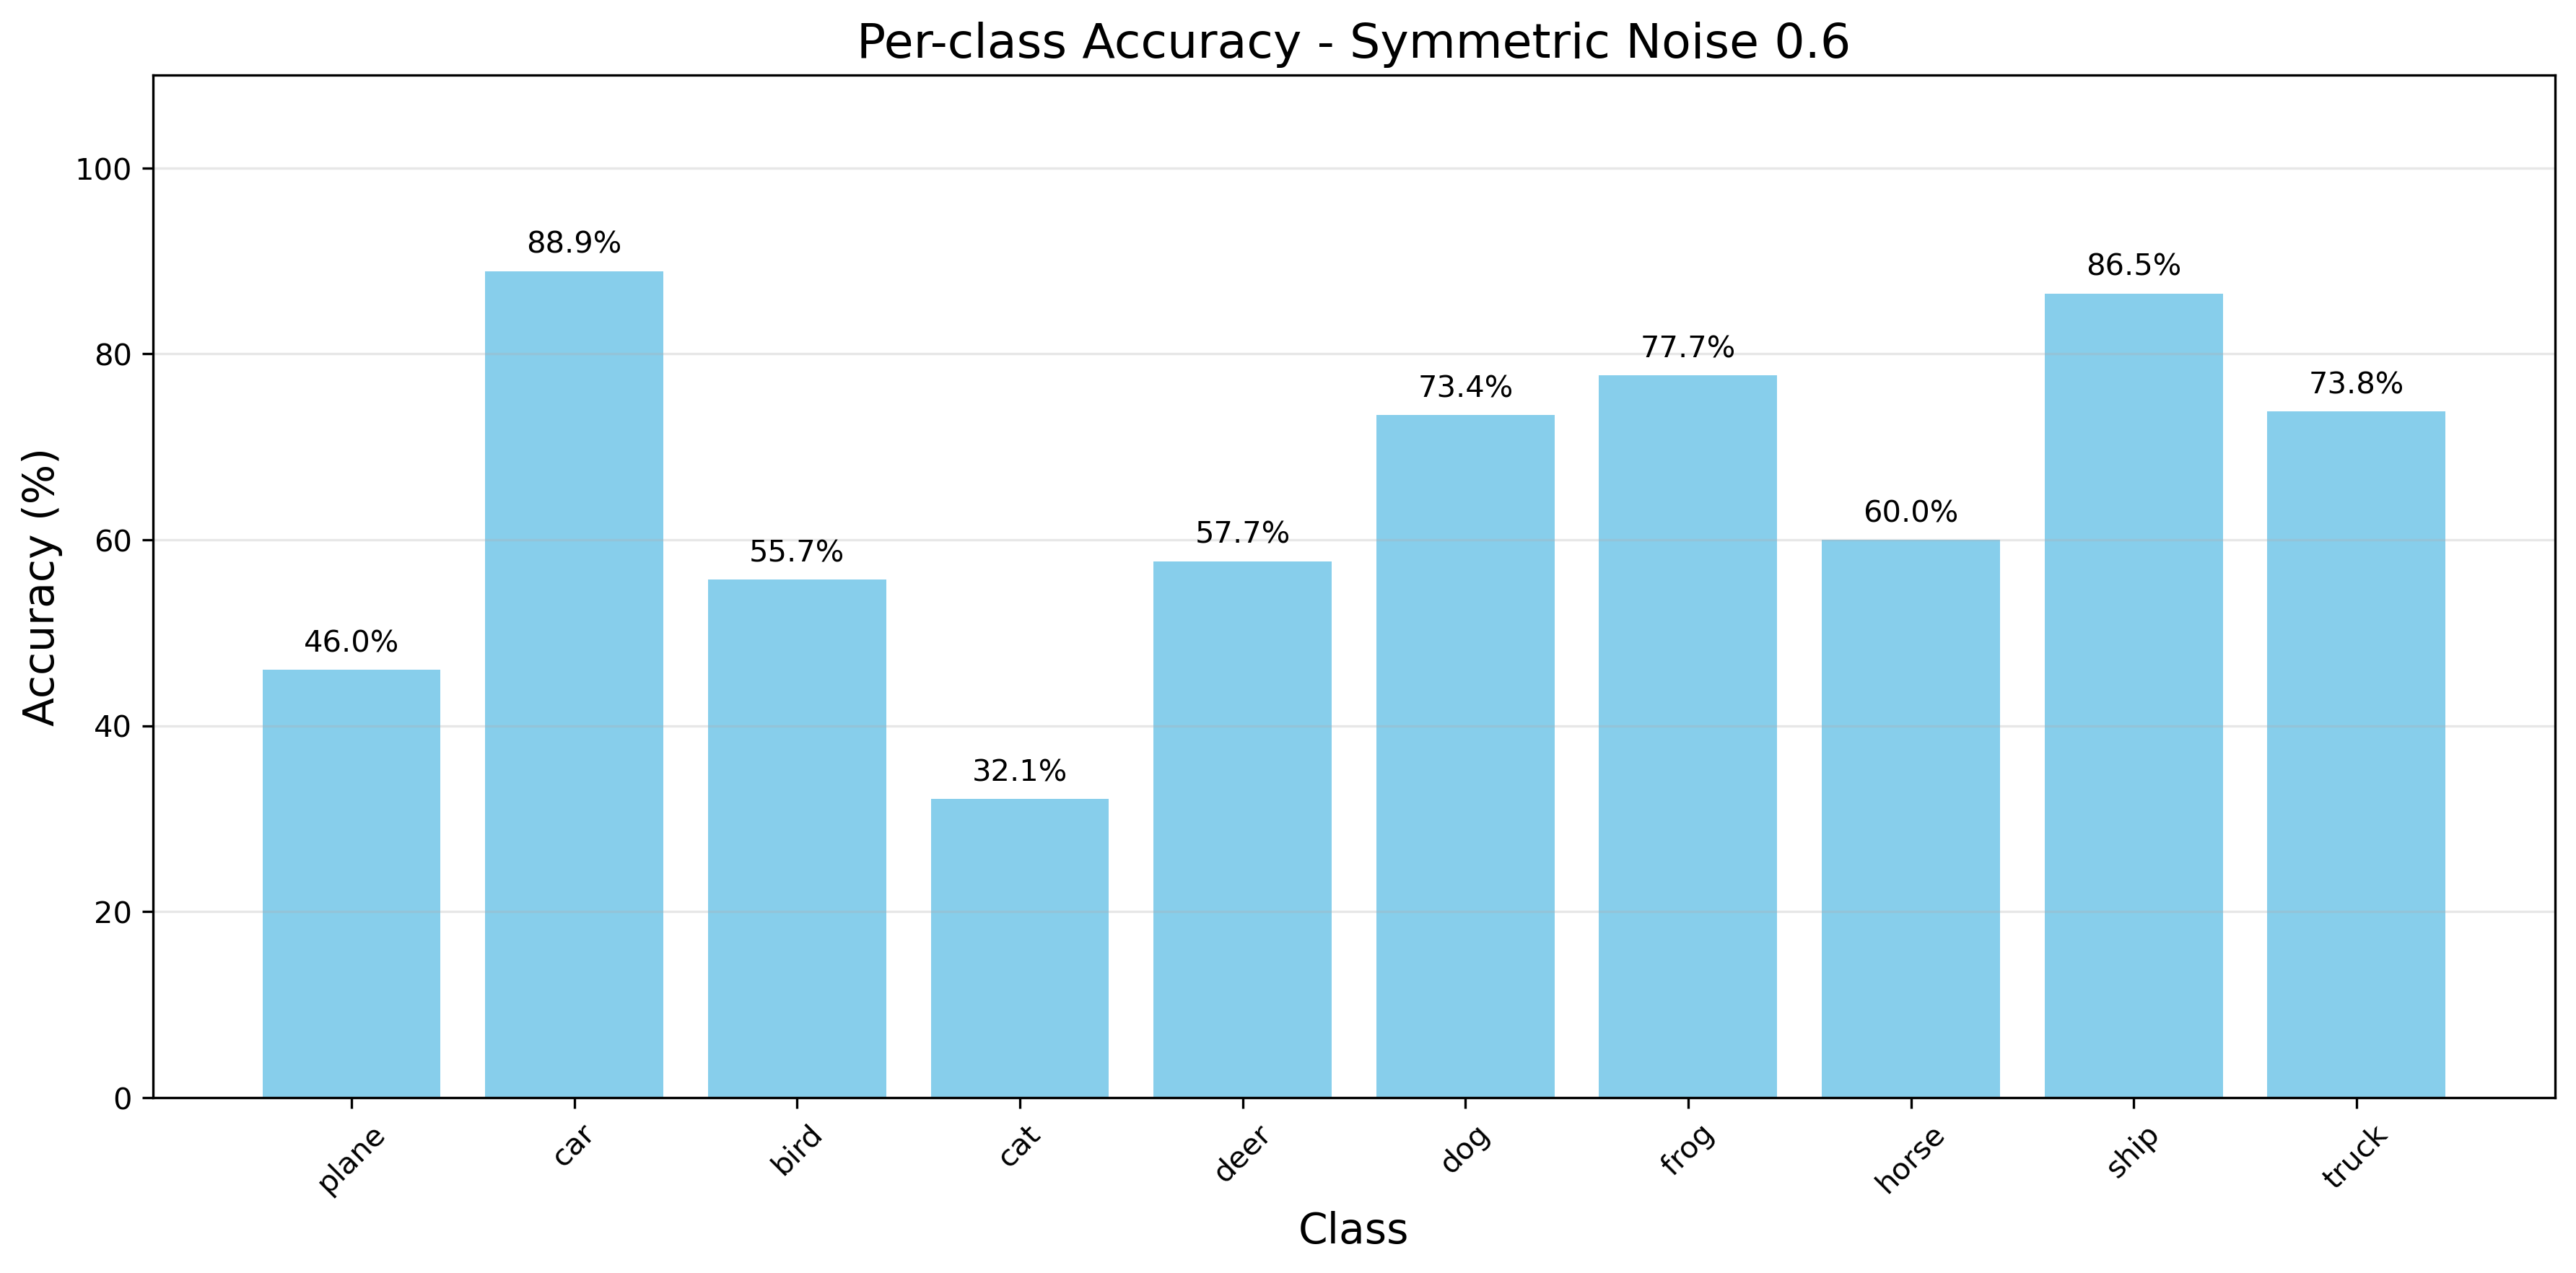 Per-class Accuracy - Symmetric Noise 0.6
Accuracy (%)
100
80
60
40
20
0
46.0%
88.9%
55.7%
32.1%
57.7%
73.4%
77.7%
60.0%
86.5%
73.8%
plane
car
bird
cat
deer
dog
frog
horse
ship
truck
Class